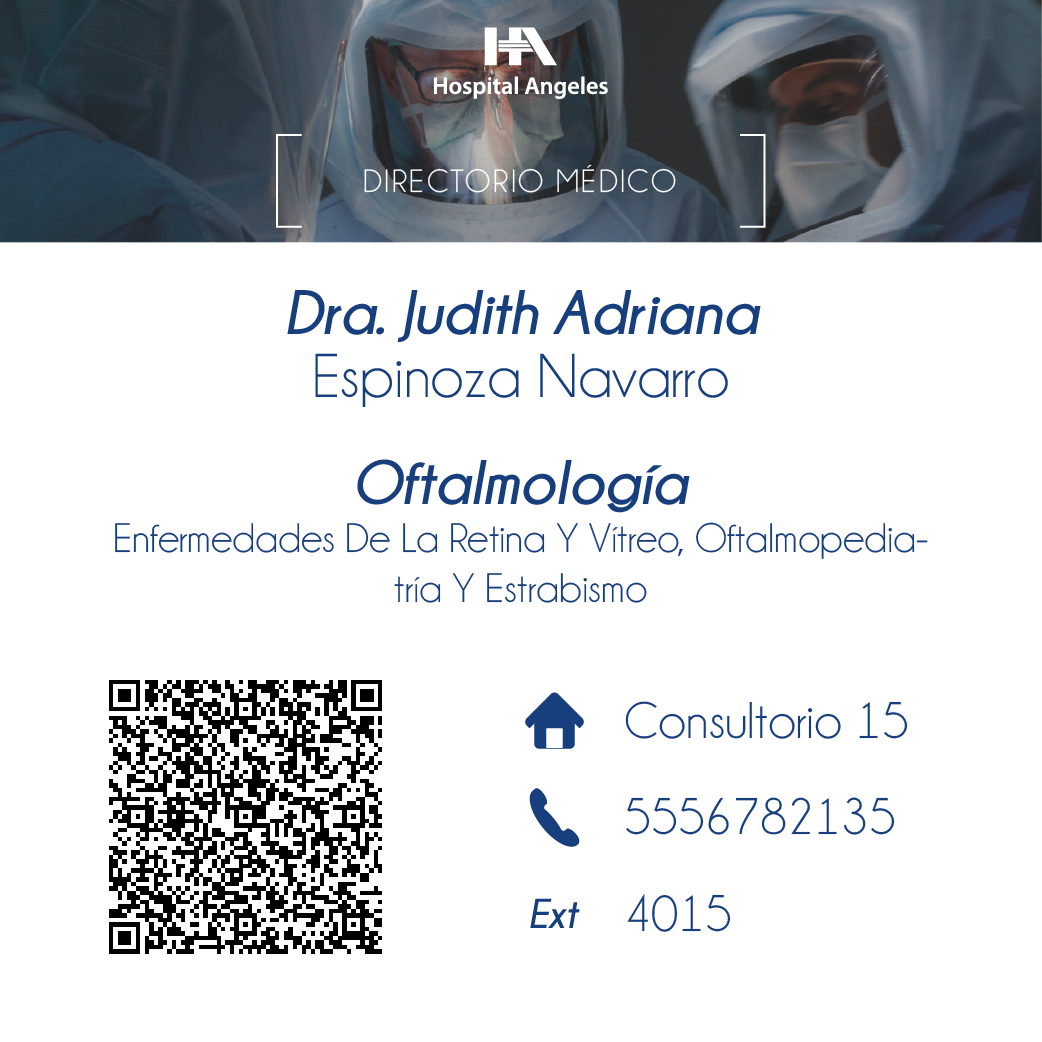 HA
Hospital Angeles
DIRECTORIO MÉDICO
Dra. Judith Adriana
Espinoza Navarro
Oftalmología
Enfermedades De La Retina Y Vítreo, Oftalmopedia-
tría Y Estrabismo
Consultorio 15
5556782135
Ext 4015